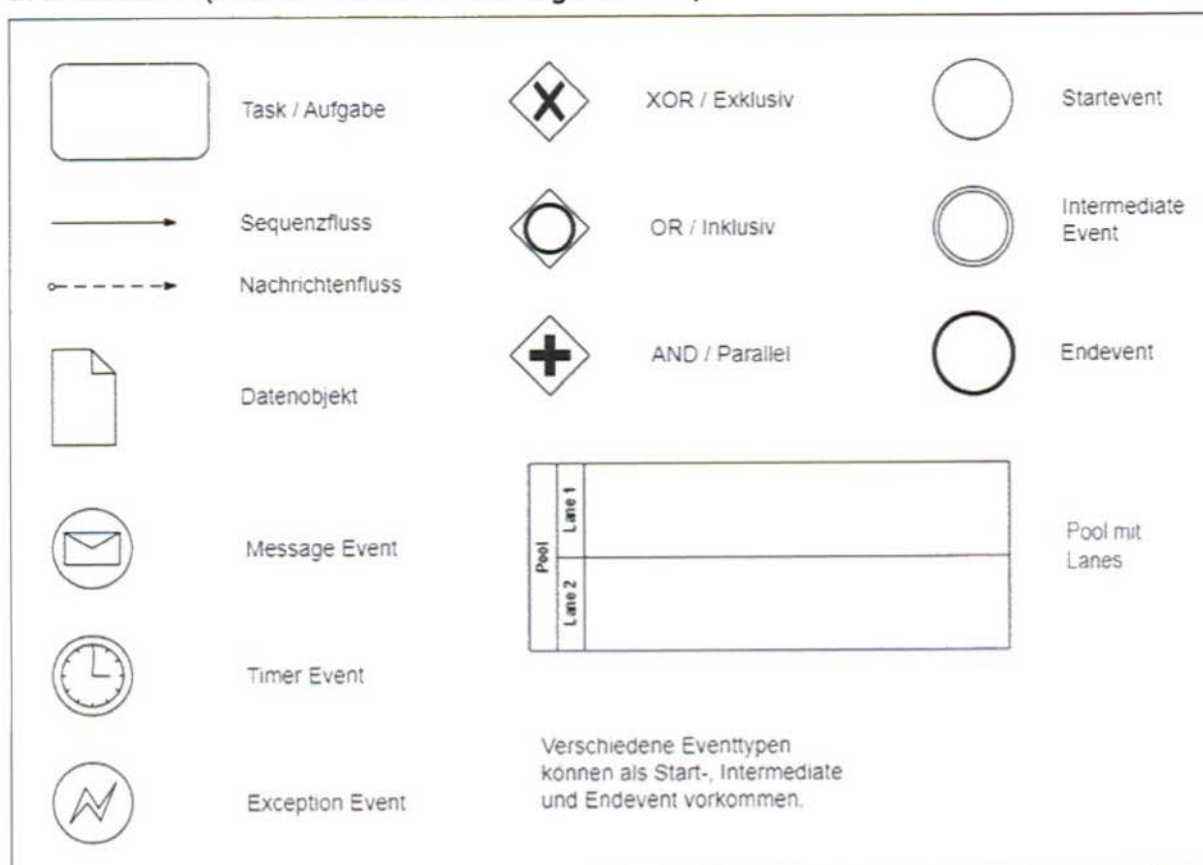 Task / Aufgabe
Sequenzfluss
Nachrichtenfluss
Datenobjekt
Message Event
Timer Event
Exception Event
XOR / Exklusiv
OR / Inklusiv
AND / Parallel
Startevent
Intermediate
Event
Endevent
Pool
Lane 1
Lane 2
Pool mit
Lanes
Verschiedene Eventtypen
können als Start-, Intermediate
und Endevent vorkommen.